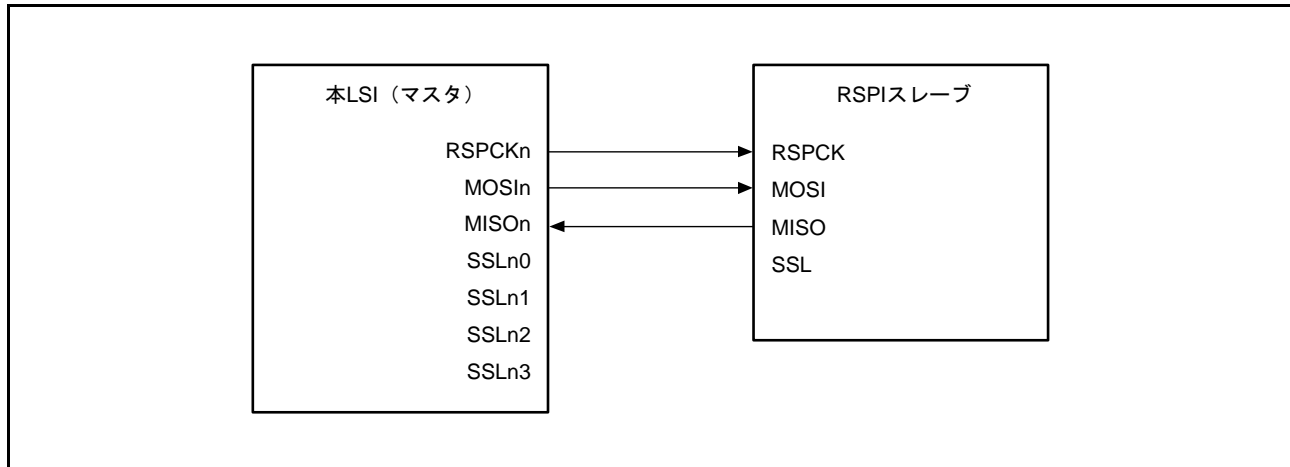 本LSI（マスタ）
RSPCKn
MOSIn
MISOn
SSLn0
SSLn1
SSLn2
SSLn3
RSPIスレーブ
RSPCK
MOSI
MISO
SSL